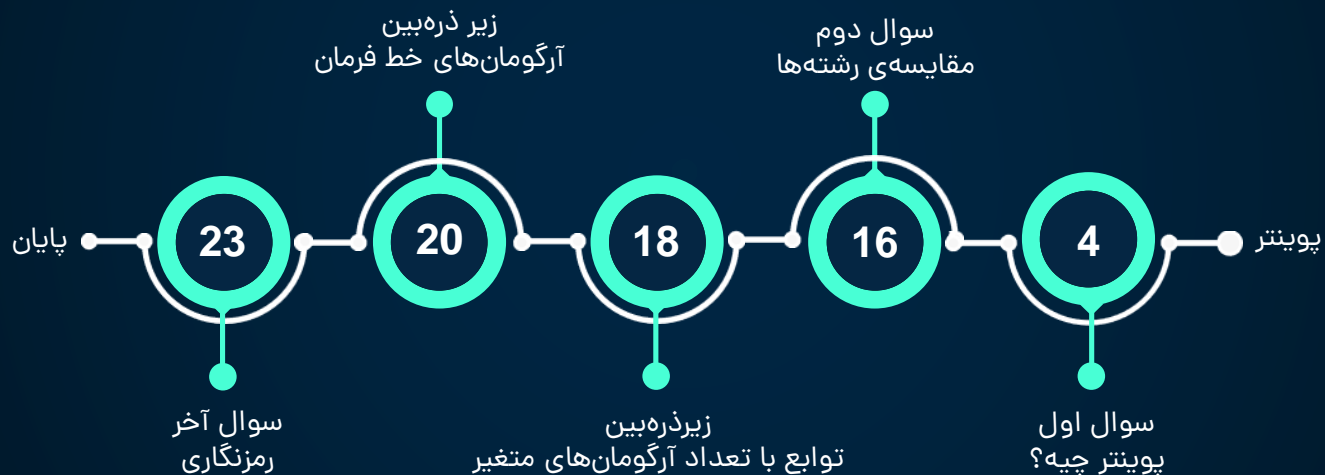 پوینتر
4
سوال اول
پوینتر چیه؟
سوال دوم
مقایسه‌ی رشته‌ها
16
18
زیرذره‌بین
توابع با تعداد آرگومان‌های متغیر
زیر ذره‌بین
آرگومان‌های خط فرمان
20
23
سوال آخر
رمزنگاری
پایان